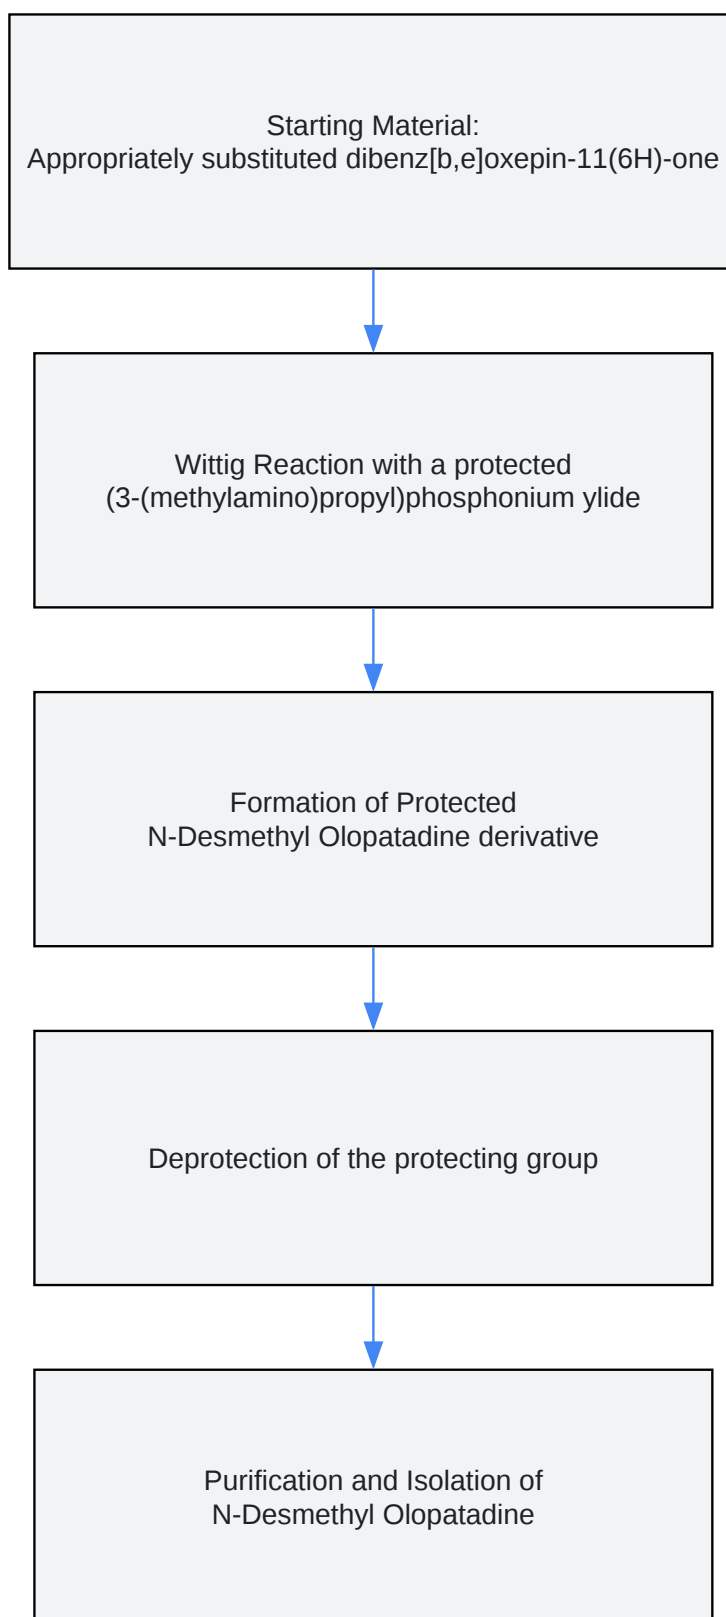 Starting Material:
Appropriately substituted dibenz[b,e]oxepin-11(6H)-one
Wittig Reaction with a protected
(3-(methylamino)propyl)phosphonium ylide
Formation of Protected
N-Desmethyl Olopatadine derivative
Deprotection of the protecting group
Purification and Isolation of
N-Desmethyl Olopatadine